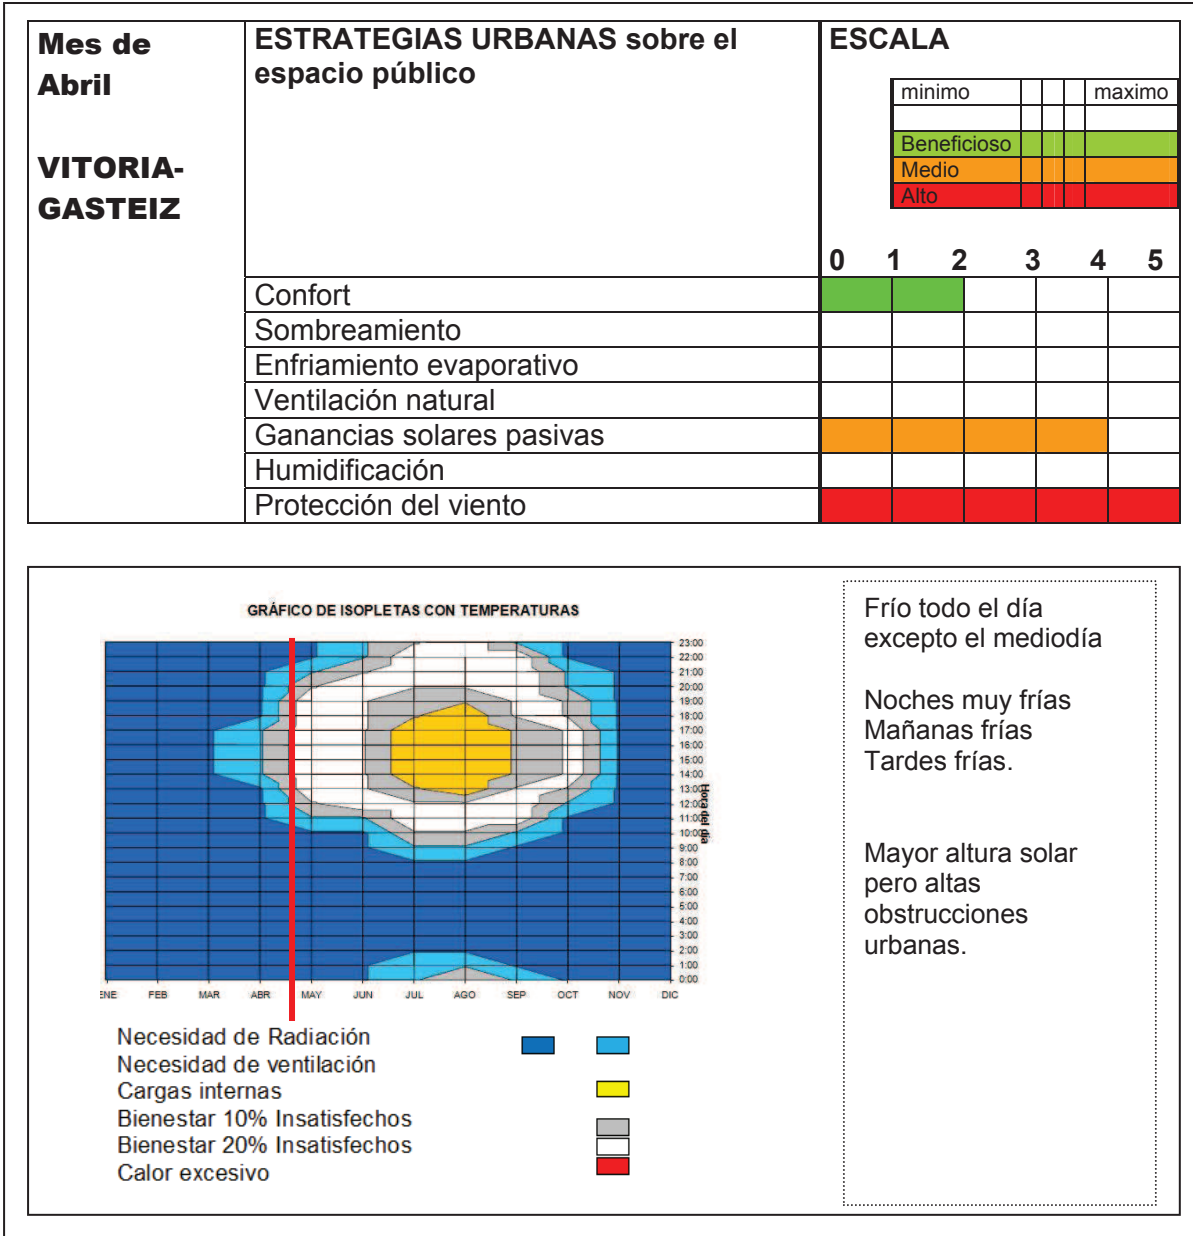 Mes de
Abril
VITORIA-
GASTEIZ
ESTRATEGIAS URBANAS sobre el
espacio público
ESCALA
minimo maximo
Beneficioso
Medio
Alto
0 1 2 3 4 5
Confort
Sombreamiento
Enfriamiento evaporativo
Ventilación natural
Ganancias solares pasivas
Humidificación
Protección del viento
GRÁFICO DE ISOPLETAS CON TEMPERATURAS
23:00
22:00
21:00
20:00
19:00
18:00
17:00
16:00
15:00
14:00
13:00
12:00
11:00
10:00
9:00
8:00
7:00
6:00
5:00
4:00
3:00
2:00
1:00
0:00
Hora del día
ENE FEB MAR ABR MAY JUN JUL AGO SEP OCT NOV DIC
Necesidad de Radiación
Necesidad de ventilación
Cargas internas
Bienestar 10% Insatisfechos
Bienestar 20% Insatisfechos
Calor excesivo
Frío todo el día
excepto el mediodía
Noches muy frías
Mañanas frías
Tardes frías.
Mayor altura solar
pero altas
obstrucciones
urbanas.